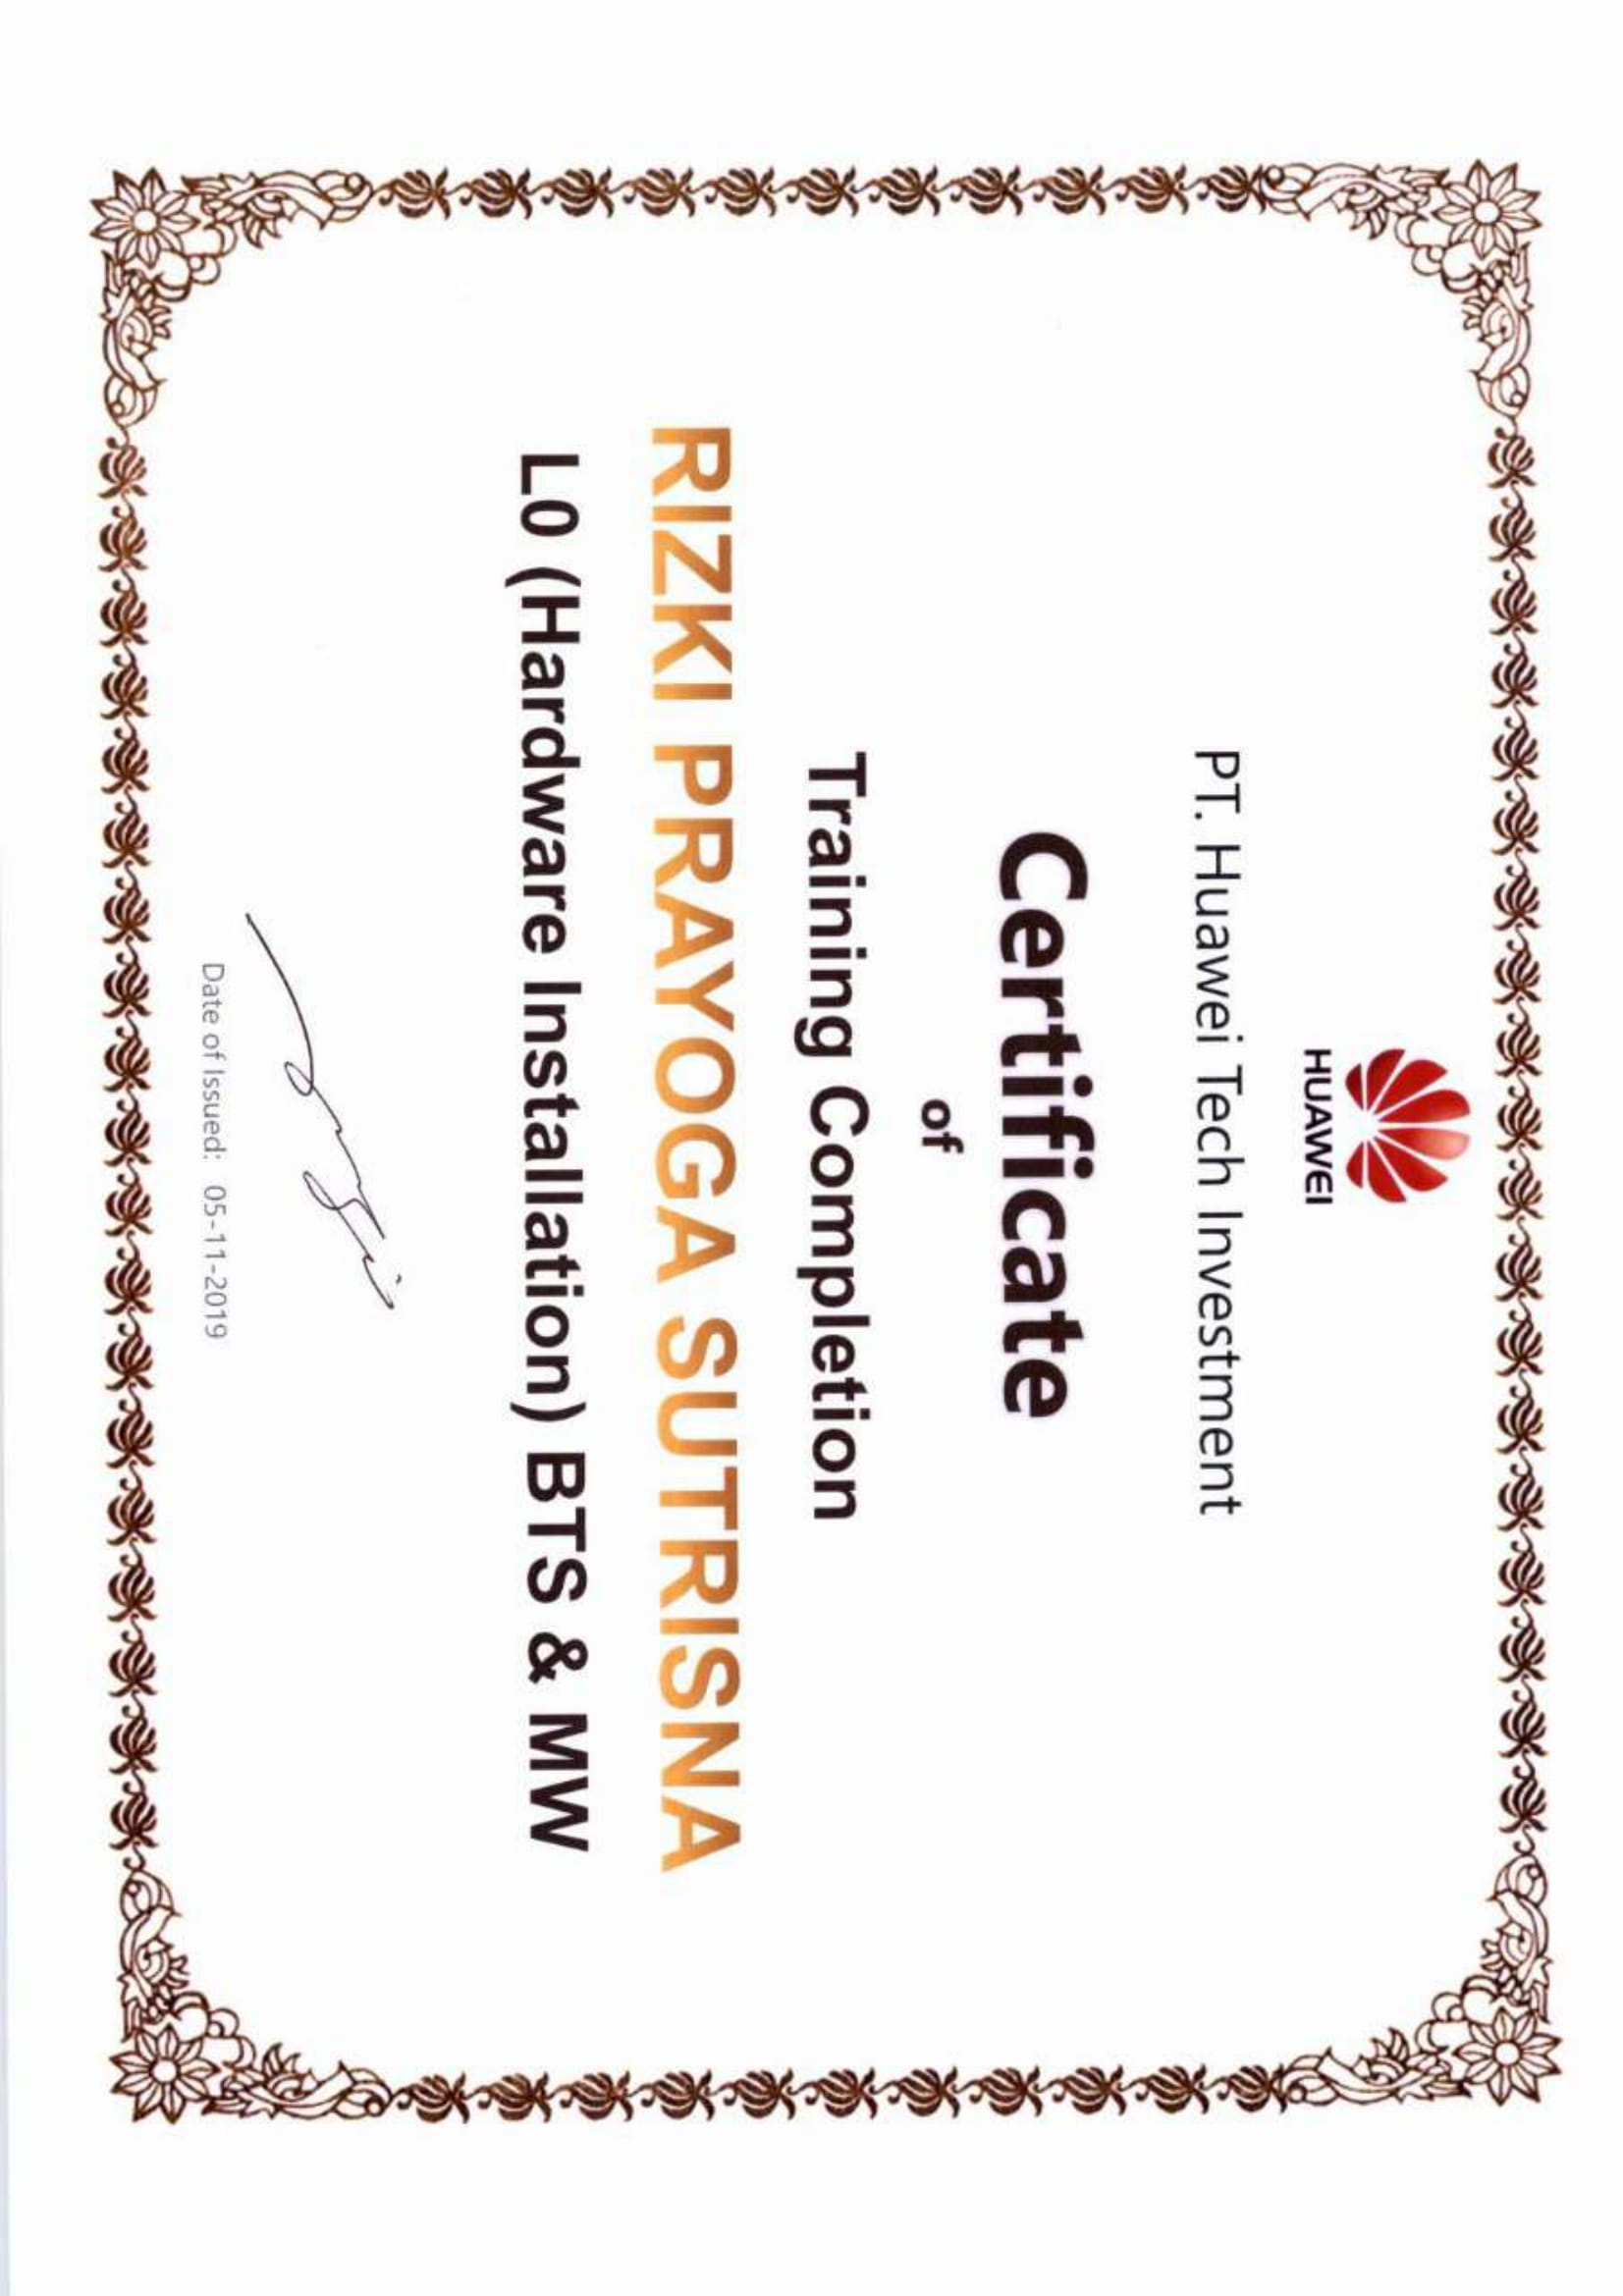 HUAWEI
PT. Huawei Tech Investment
Certificate
of
Training Completion
RIZKI PRAYOGA SUTRISNA
L0 (Hardware Installation) BTS & MW
Date of Issued: 05-11-2019